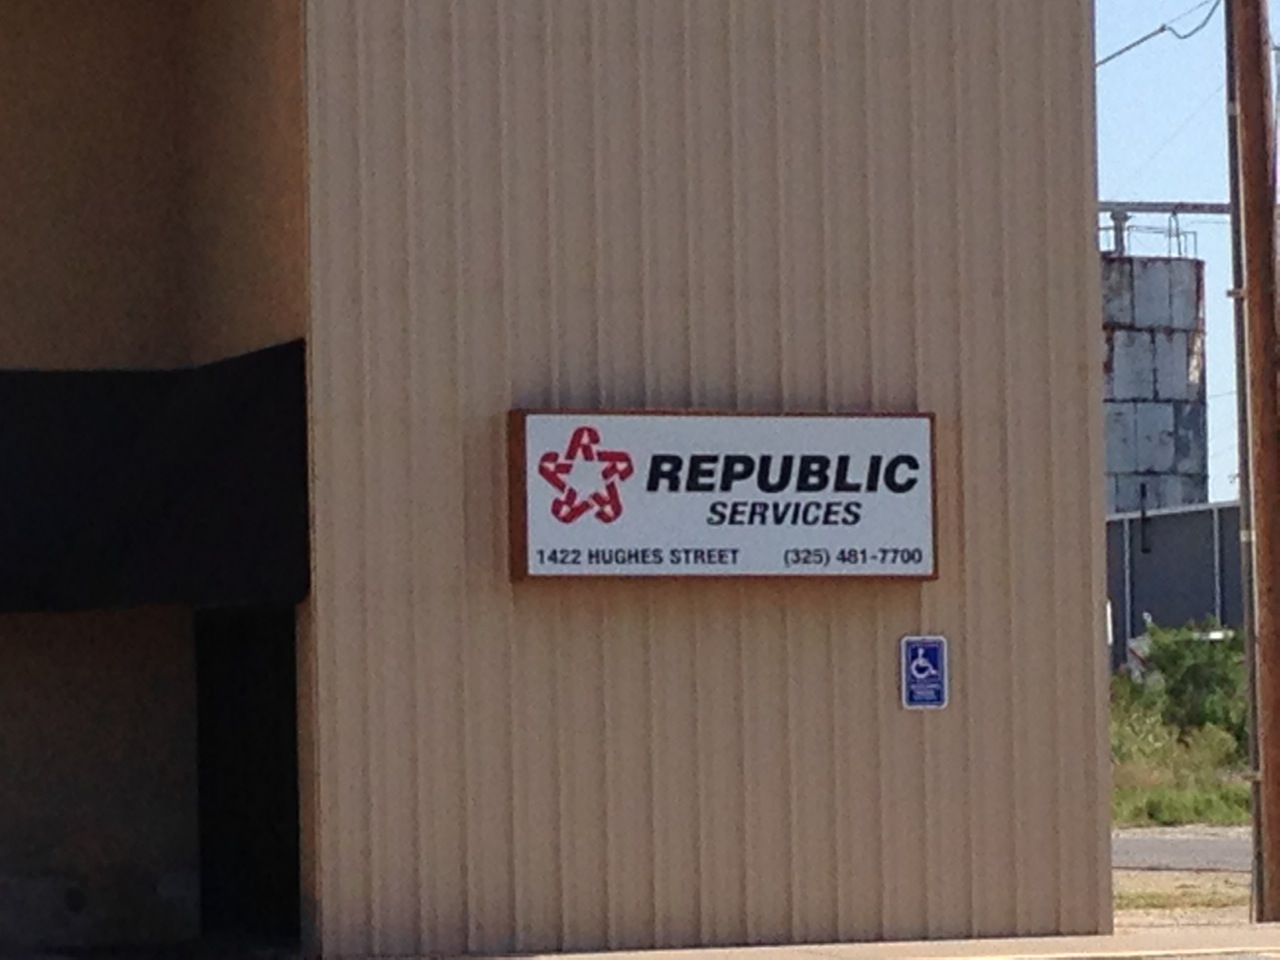 REPUBLIC
SERVICES
1422 HUGHES STREET (325) 481-7700